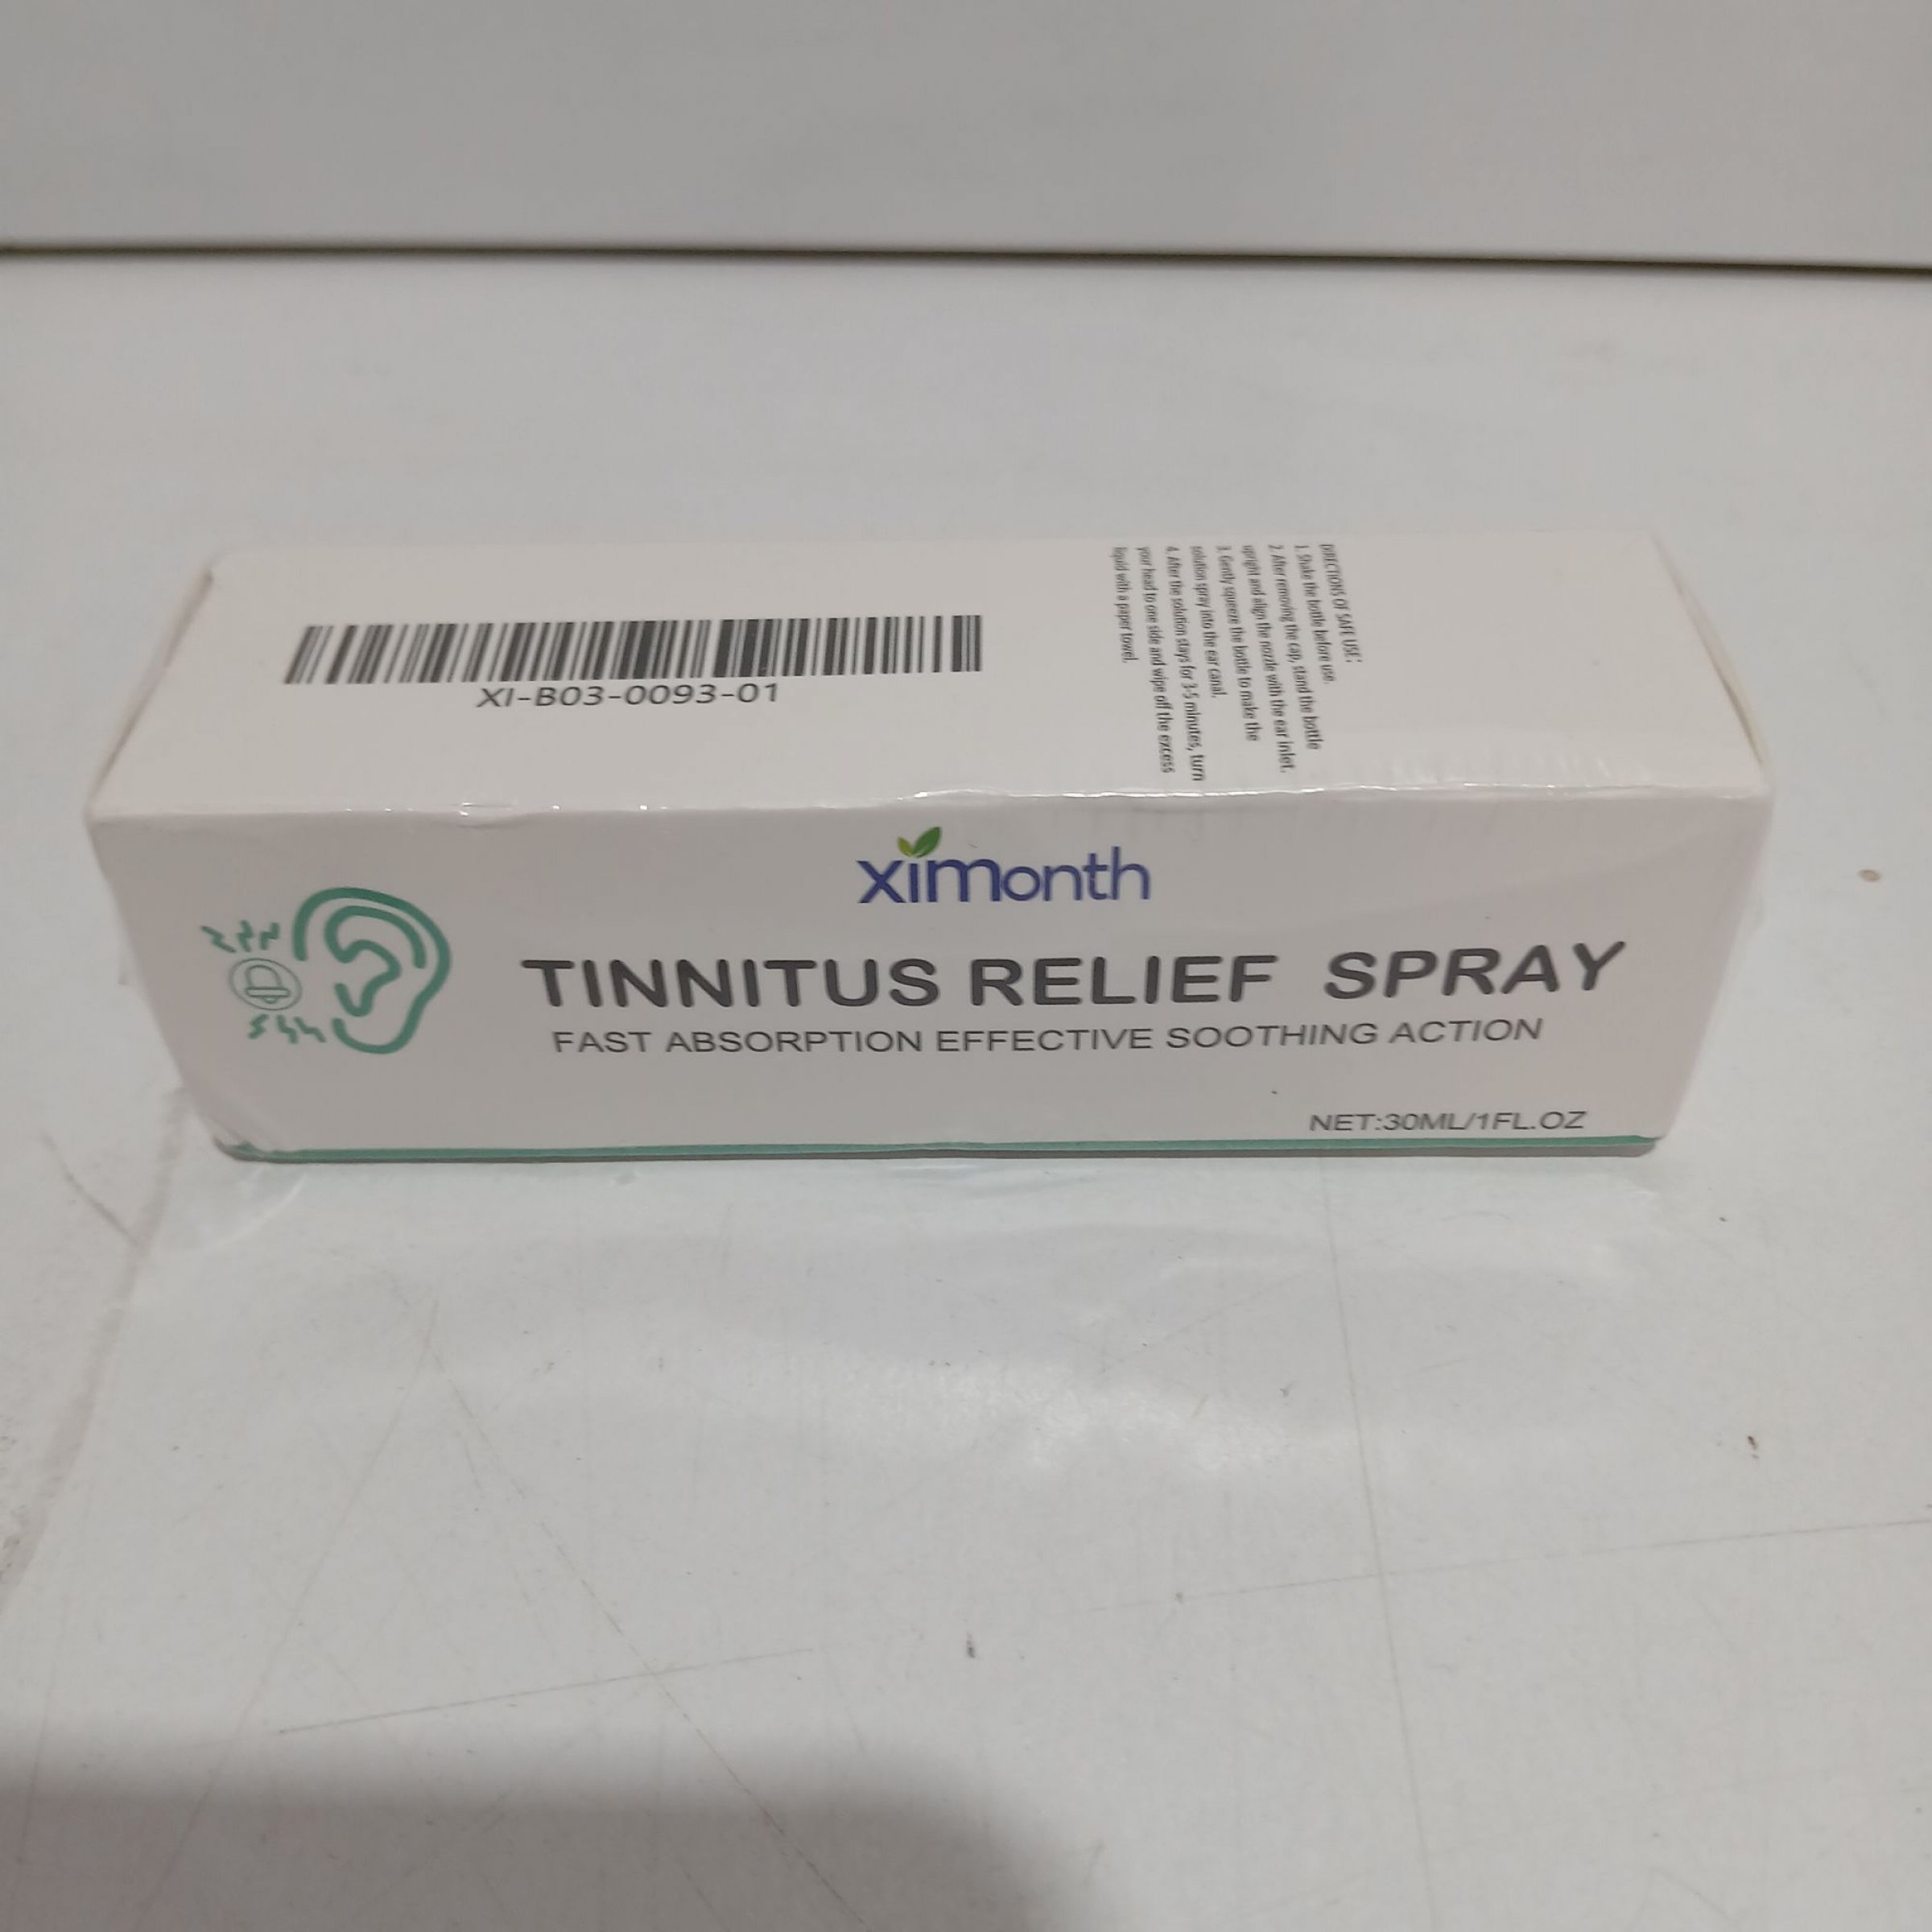 XI-B03-0093-01
DIRECTIONS OF SAFE USE:
1. Shake the bottle before use.
2. After removing the cap, stand the bottle
upright and align the nozzle with the ear inlet.
3. Gently squeeze the bottle to make the
solution spray into the ear canal.
4. After the solution stays for 3-5 minutes, turn
your head to one side and wipe off the excess
liquid with a paper towel.
ximonth
TINNITUS RELIEF SPRAY
FAST ABSORPTION EFFECTIVE SOOTHING ACTION
NET:30ML/1FL.OZ